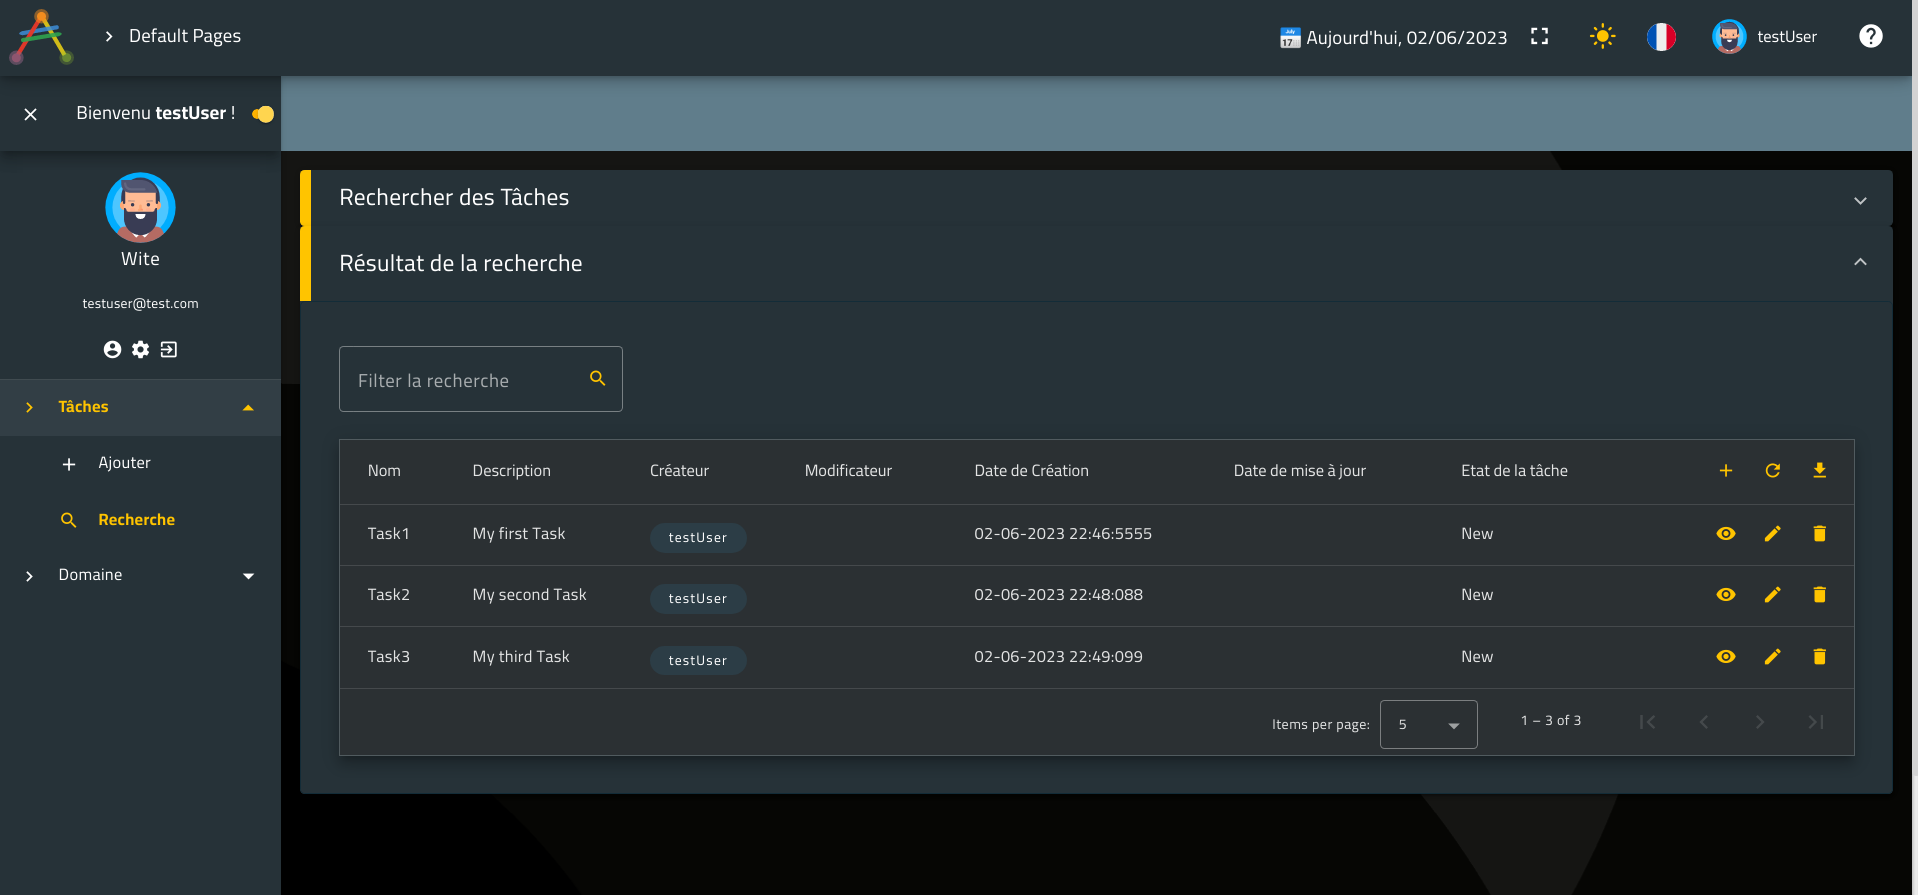 Default Pages
July 17 Aujourd'hui, 02/06/2023
testUser
Bienvenu testUser !
Wite
testuser@test.com
Tâches
Ajouter
Recherche
Domaine
Rechercher des Tâches
Résultat de la recherche
Filter la recherche
Nom Description Créateur Modificateur Date de Création Date de mise à jour Etat de la tâche
Task1 My first Task testUser 02-06-2023 22:46:5555 New
Task2 My second Task testUser 02-06-2023 22:48:088 New
Task3 My third Task testUser 02-06-2023 22:49:099 New
Items per page: 5 1 – 3 of 3